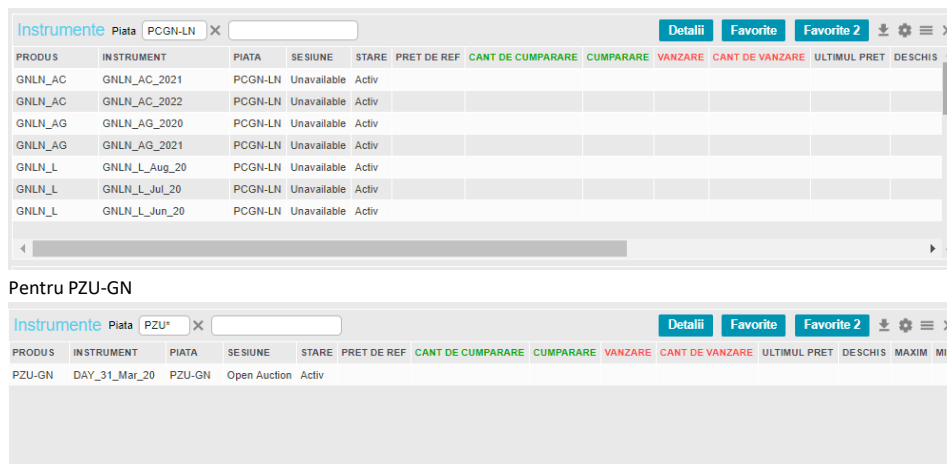 Instrumente Piata PCGN-LN Detalii Favorite Favorite 2
PRODUS INSTRUMENT PIATA SESIUNE STARE PRET DE REF CANT DE CUMPARARE CUMPARARE VANZARE CANT DE VANZARE ULTIMUL PRET DESCHIS
GNLN_AC GNLN_AC_2021 PCGN-LN Unavailable Activ
GNLN_AC GNLN_AC_2022 PCGN-LN Unavailable Activ
GNLN_AG GNLN_AG_2020 PCGN-LN Unavailable Activ
GNLN_AG GNLN_AG_2021 PCGN-LN Unavailable Activ
GNLN_L GNLN_L_Aug_20 PCGN-LN Unavailable Activ
GNLN_L GNLN_L_Jul_20 PCGN-LN Unavailable Activ
GNLN_L GNLN_L_Jun_20 PCGN-LN Unavailable Activ
Pentru PZU-GN
Instrumente Piata PZU* Detalii Favorite Favorite 2
PRODUS INSTRUMENT PIATA SESIUNE STARE PRET DE REF CANT DE CUMPARARE CUMPARARE VANZARE CANT DE VANZARE ULTIMUL PRET DESCHIS MAXIM MI
PZU-GN DAY_31_Mar_20 PZU-GN Open Auction Activ